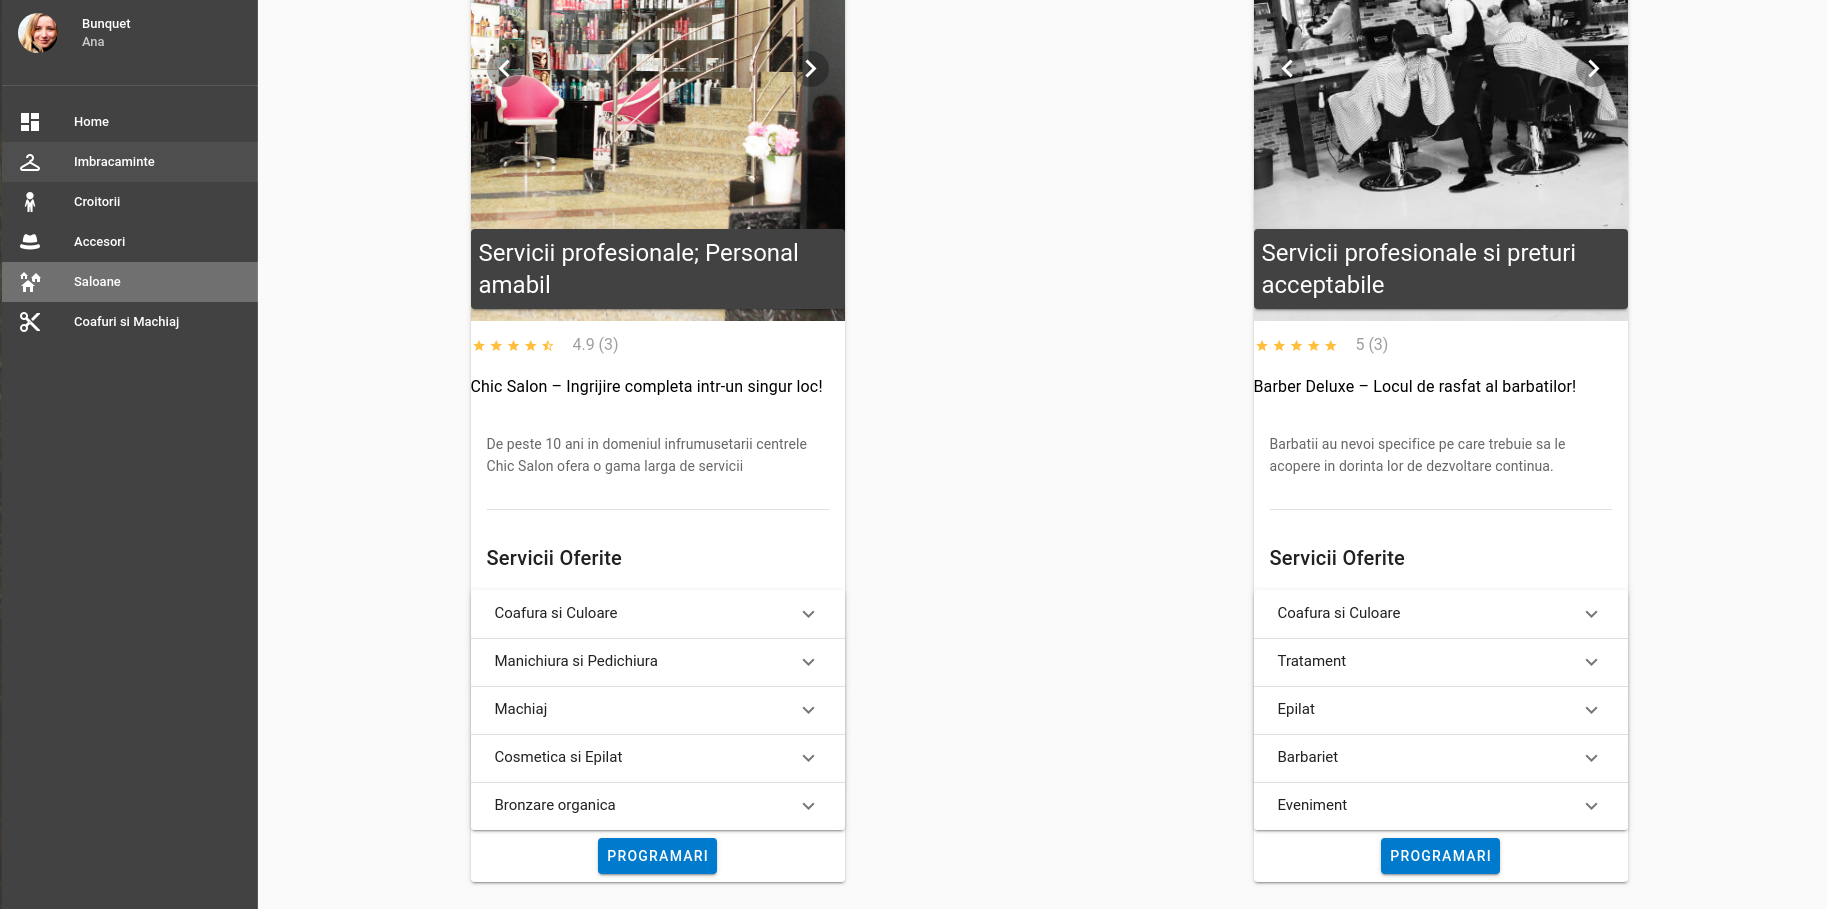 Bunquet
Ana
Home
Imbracaminte
Croitorii
Accesori
Saloane
Coafuri si Machiaj
Servicii profesionale; Personal
amabil
4.9 (3)
Chic Salon – Ingrijire completa intr-un singur loc!
De peste 10 ani in domeniul infrumusetarii centrele
Chic Salon ofera o gama larga de servicii
Servicii Oferite
Coafura si Culoare
Manichiura si Pedichiura
Machiaj
Cosmetica si Epilat
Bronzare organica
PROGRAMARI
Servicii profesionale si preturi
acceptabile
5 (3)
Barber Deluxe – Locul de rasfat al barbatilor!
Barbatii au nevoi specifice pe care trebuie sa le
acopere in dorinta lor de dezvoltare continua.
Servicii Oferite
Coafura si Culoare
Tratament
Epilat
Barbariet
Eveniment
PROGRAMARI